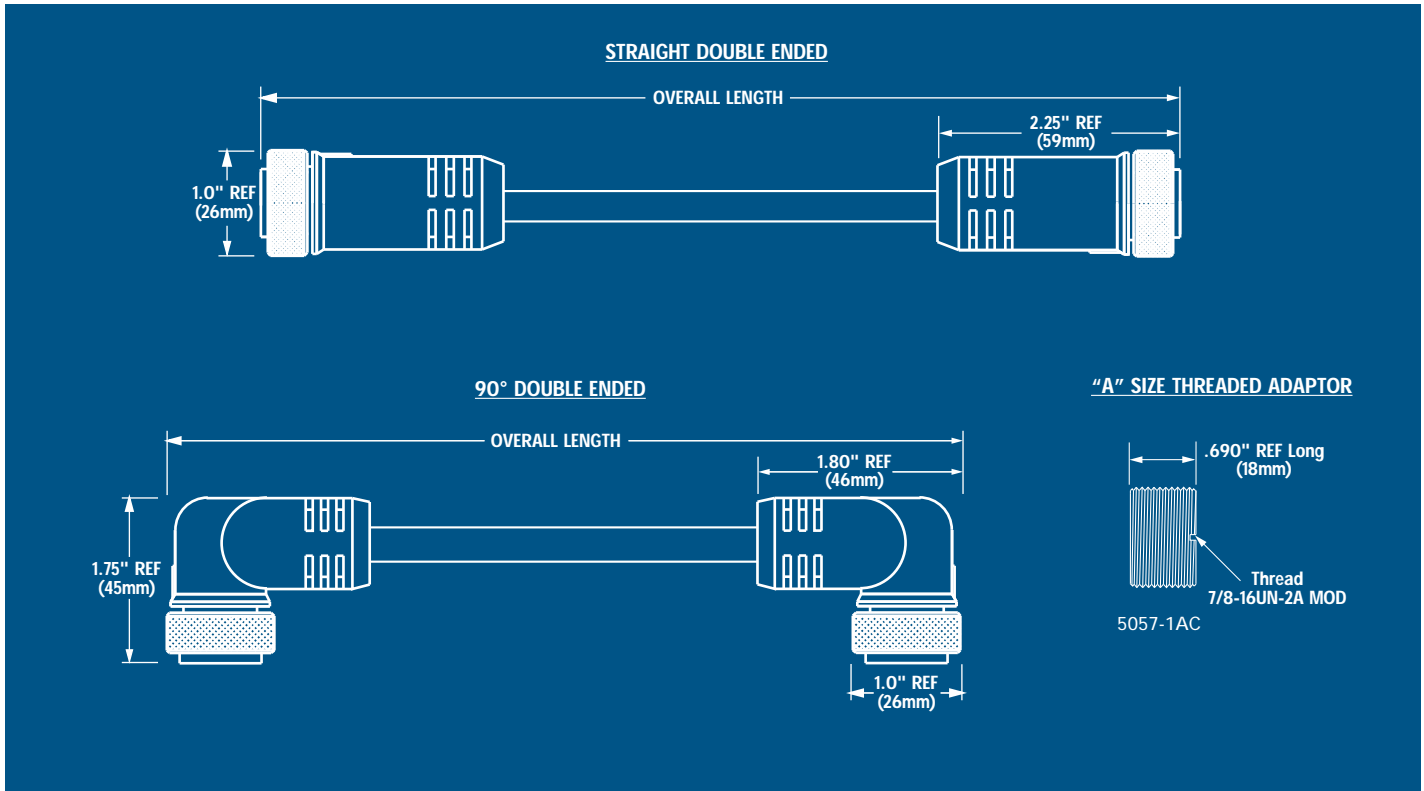 STRAIGHT DOUBLE ENDED
OVERALL LENGTH
2.25" REF
(59mm)
1.0" REF
(26mm)
90° DOUBLE ENDED
OVERALL LENGTH
1.80" REF
(46mm)
1.75" REF
(45mm)
1.0" REF
(26mm)
“A” SIZE THREADED ADAPTOR
.690" REF Long
(18mm)
Thread
7/8-16UN-2A MOD
5057-1AC